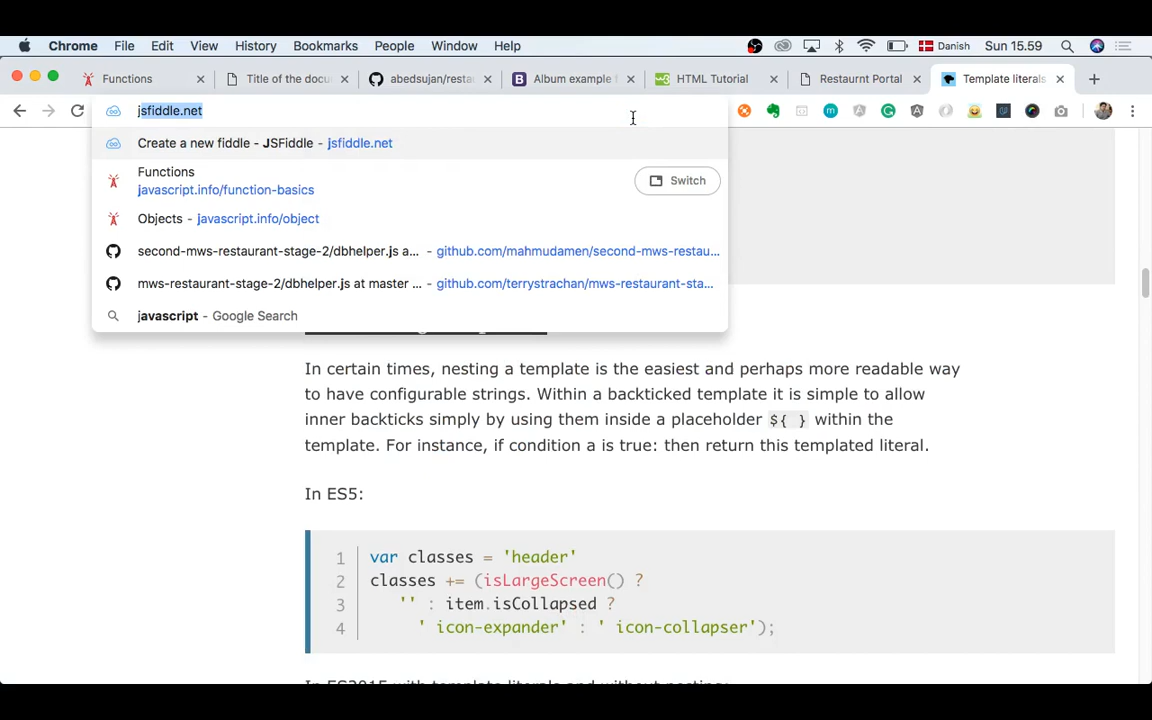 Chrome File Edit View History Bookmarks People Window Help Danish Sun 15.59
Functions Title of the docu abedsujan/resta Album example f HTML Tutorial Restaurnt Portal Template literals
jsfiddle.net
Create a new fiddle - JSFiddle - jsfiddle.net
Functions
javascript.info/function-basics
Switch
Objects - javascript.info/object
second-mws-restaurant-stage-2/dbhelper.js a... - github.com/mahmudamen/second-mws-restau...
mws-restaurant-stage-2/dbhelper.js at master ... - github.com/terrystrachan/mws-restaurant-sta...
javascript - Google Search
In certain times, nesting a template is the easiest and perhaps more readable way
to have configurable strings. Within a backticked template it is simple to allow
inner backticks simply by using them inside a placeholder ${ } within the
template. For instance, if condition a is true: then return this templated literal.
In ES5:
1 var classes = 'header'
2 classes += (isLargeScreen() ?
3 '' : item.isCollapsed ?
4 ' icon-expander' : ' icon-collapser');